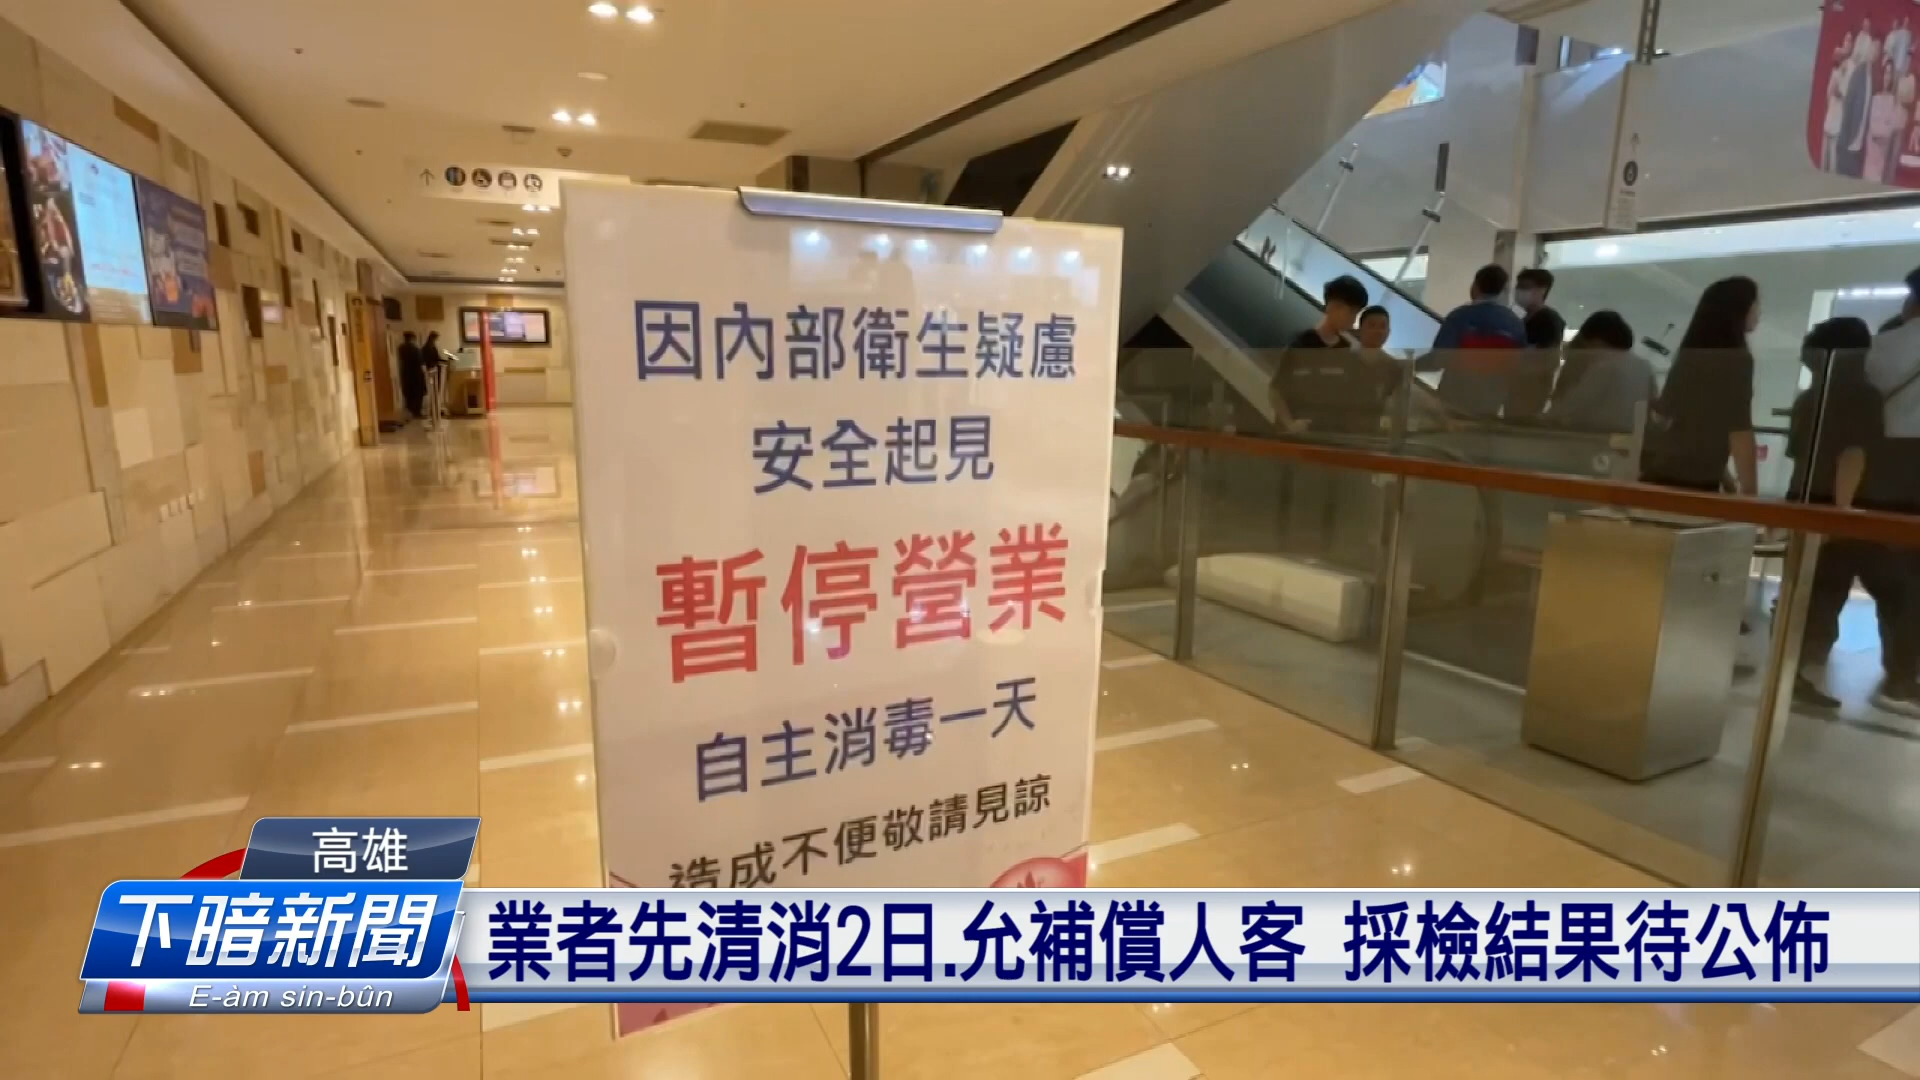 因內部衛生疑慮
安全起見
暫停營業
自主消毒一天
造成不便敬請見諒
高雄
下暗新聞
E-àm sin-bûn
業者先清消2日.允補償人客 採檢結果待公佈